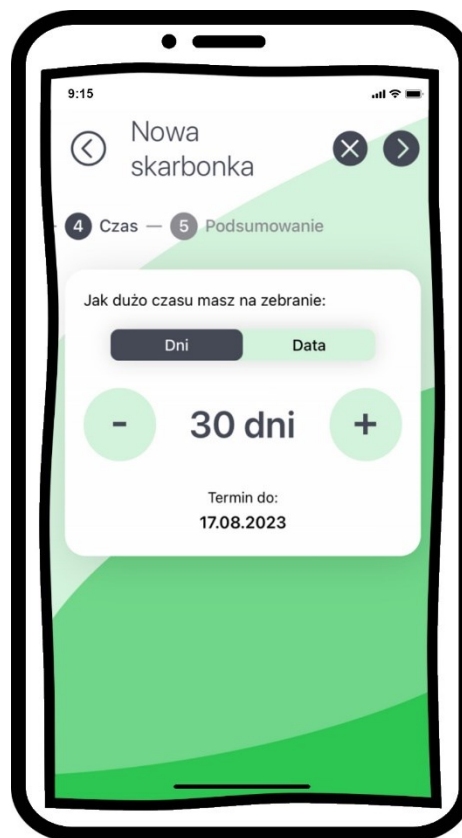 9:15
Nowa
skarbonka
4 Czas — 5 Podsumowanie
Jak dużo czasu masz na zebranie:
Dni Data
- 30 dni +
Termin do:
17.08.2023